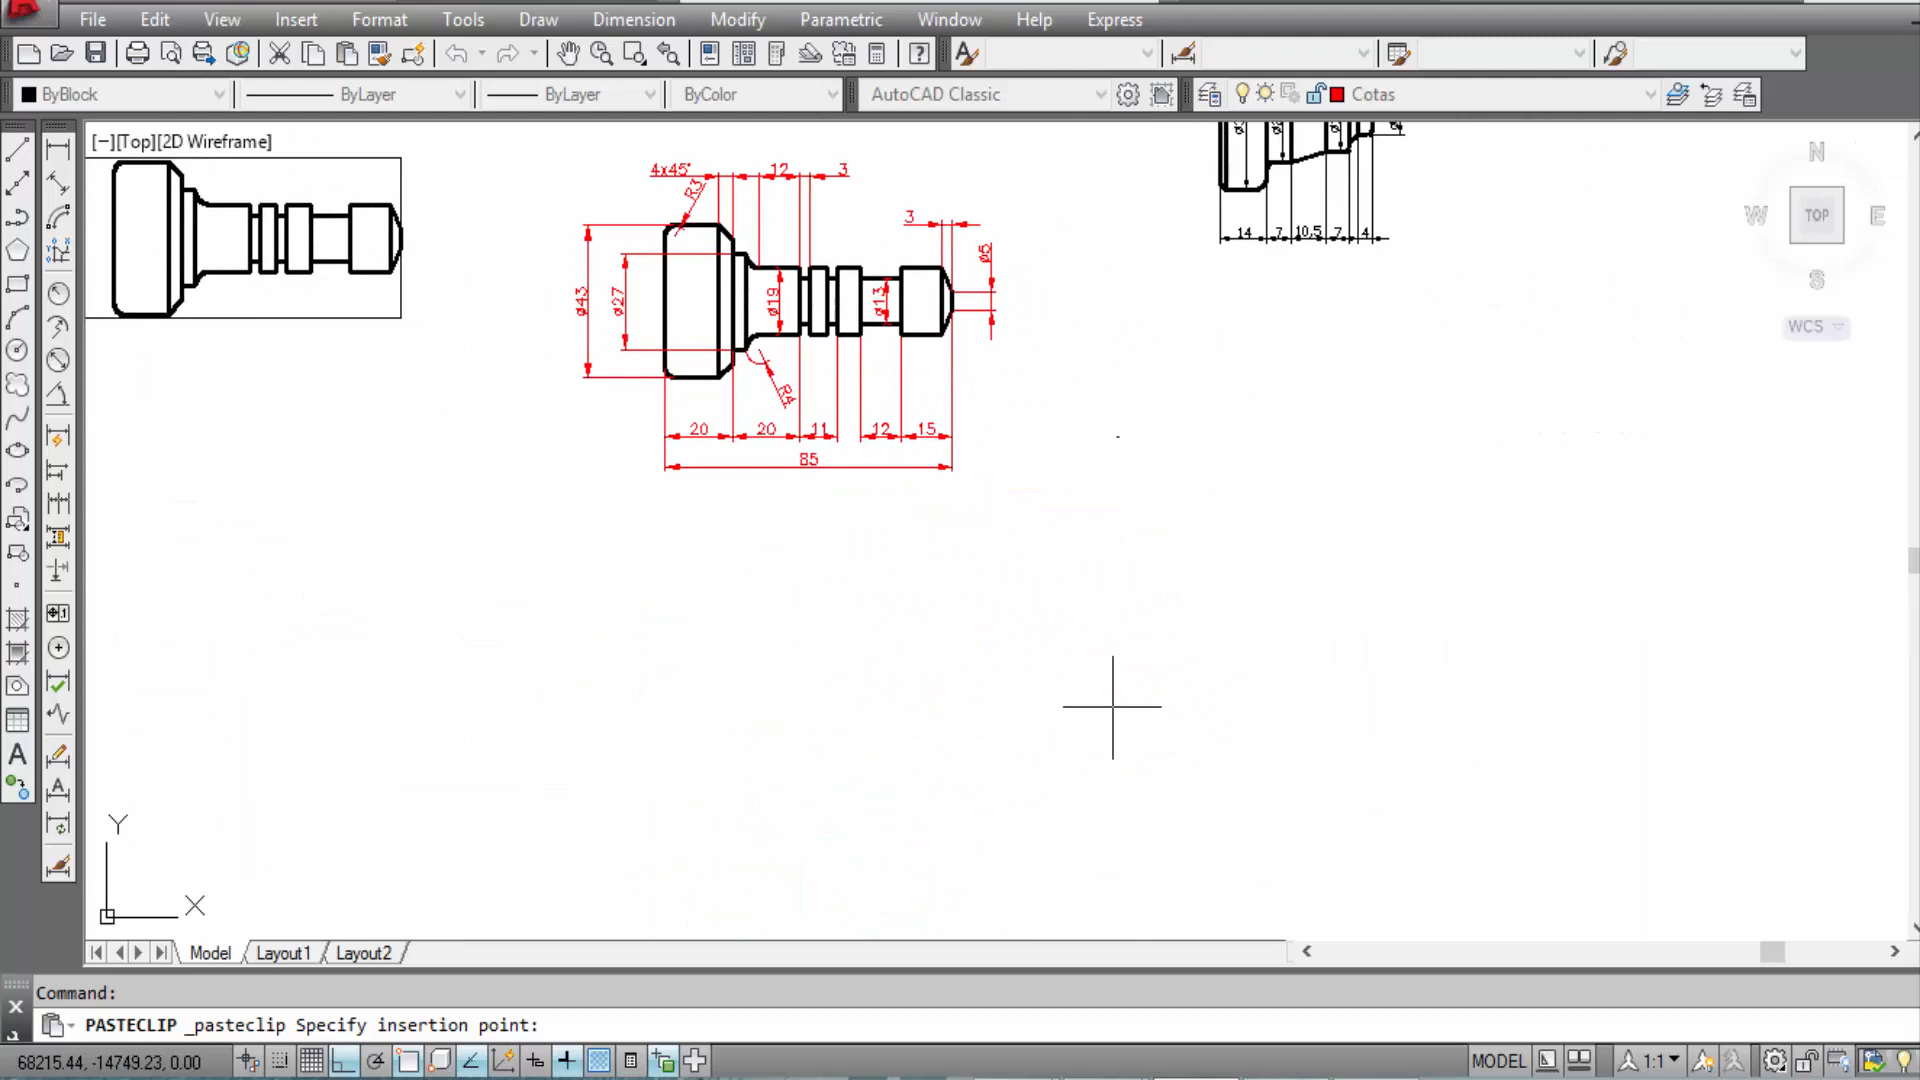 File Edit View Insert Format Tools Draw Dimension Modify Parametric Window Help Express
ByBlock ByLayer ByLayer ByColor AutoCAD Classic Cotas
[−][Top][2D Wireframe]
N
W TOP E
S
WCS
4x45° 12 3
R3
3
ø5
ø43 ø27 ø19 ø13
R4
20 20 11 12 15
85
14 7 10,5 7 4
Y
X
Model Layout1 Layout2
Command:
PASTECLIP _pasteclip Specify insertion point:
68215.44, -14749.23, 0.00 MODEL 1:1